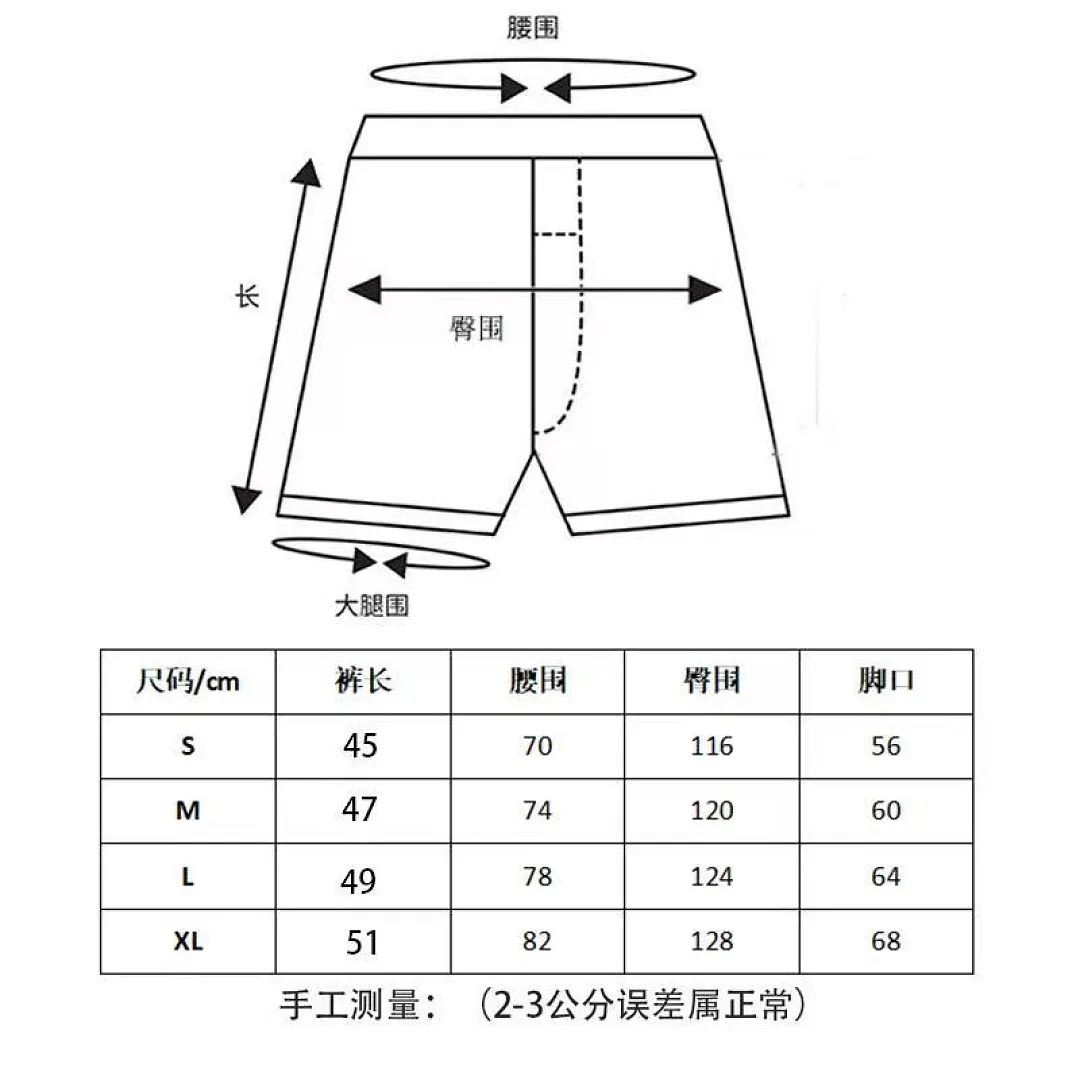 腰围
长
臀围
大腿围
尺码/cm 裤长 腰围 臀围 脚口
S 45 70 116 56
M 47 74 120 60
L 49 78 124 64
XL 51 82 128 68
手工测量：（2-3公分误差属正常）